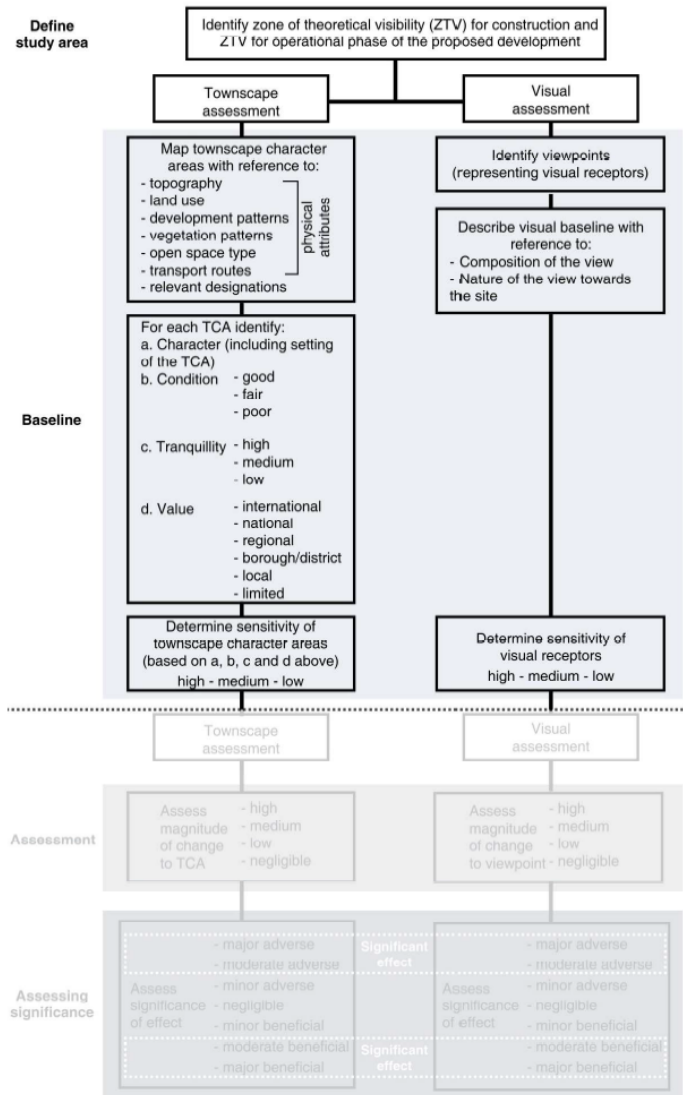 Define
study area
Identify zone of theoretical visibility (ZTV) for construction and
ZTV for operational phase of the proposed development
Townscape
assessment
Visual
assessment
Baseline
Map townscape character
areas with reference to:
- topography
- land use
- development patterns
- vegetation patterns
- open space type
- transport routes
- relevant designations
physical
attributes
For each TCA identify:
a. Character (including setting
of the TCA)
b. Condition - good
- fair
- poor
c. Tranquillity - high
- medium
- low
d. Value - international
- national
- regional
- borough/district
- local
- limited
Determine sensitivity of
townscape character areas
(based on a, b, c and d above)
high - medium - low
Identify viewpoints
(representing visual receptors)
Describe visual baseline with
reference to:
- Composition of the view
- Nature of the view towards
the site
Determine sensitivity of
visual receptors
high - medium - low
Townscape
assessment
Visual
assessment
Assessment
Assess
magnitude
of change
to TCA
- high
- medium
- low
- negligible
Assess
magnitude
of change
to viewpoint
- high
- medium
- low
- negligible
Assessing
significance
Assess
significance
of effect
- major adverse
- moderate adverse
- minor adverse
- negligible
- minor beneficial
- moderate beneficial
- major beneficial
Significant
effect
Significant
effect
Assess
significance
of effect
- major adverse
- moderate adverse
- minor adverse
- negligible
- minor beneficial
- moderate beneficial
- major beneficial